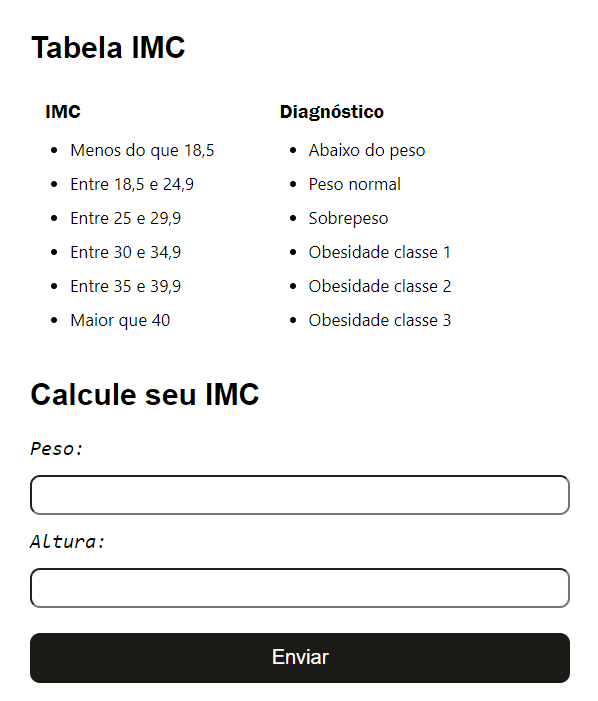 Tabela IMC
IMC Diagnóstico
Menos do que 18,5 Abaixo do peso
Entre 18,5 e 24,9 Peso normal
Entre 25 e 29,9 Sobrepeso
Entre 30 e 34,9 Obesidade classe 1
Entre 35 e 39,9 Obesidade classe 2
Maior que 40 Obesidade classe 3
Calcule seu IMC
Peso:
Altura:
Enviar